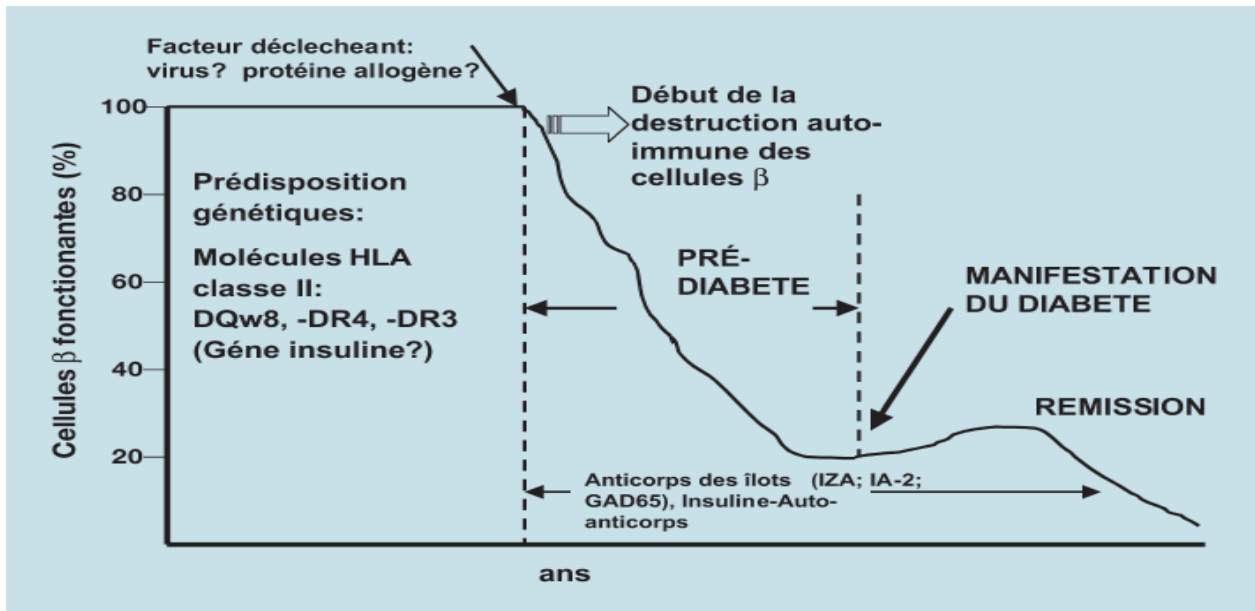 Facteur déclecheant:
virus? protéine allogène?
Cellules β fonctionantes (%)
100
80
60
40
20
Début de la
destruction auto-
immune des
cellules β
Prédisposition
génétiques:
Molécules HLA
classe II:
DQw8, -DR4, -DR3
(Géne insuline?)
PRÉ-
DIABETE
MANIFESTATION
DU DIABETE
REMISSION
Anticorps des îlots (IZA; IA-2;
GAD65), Insuline-Auto-
anticorps
ans